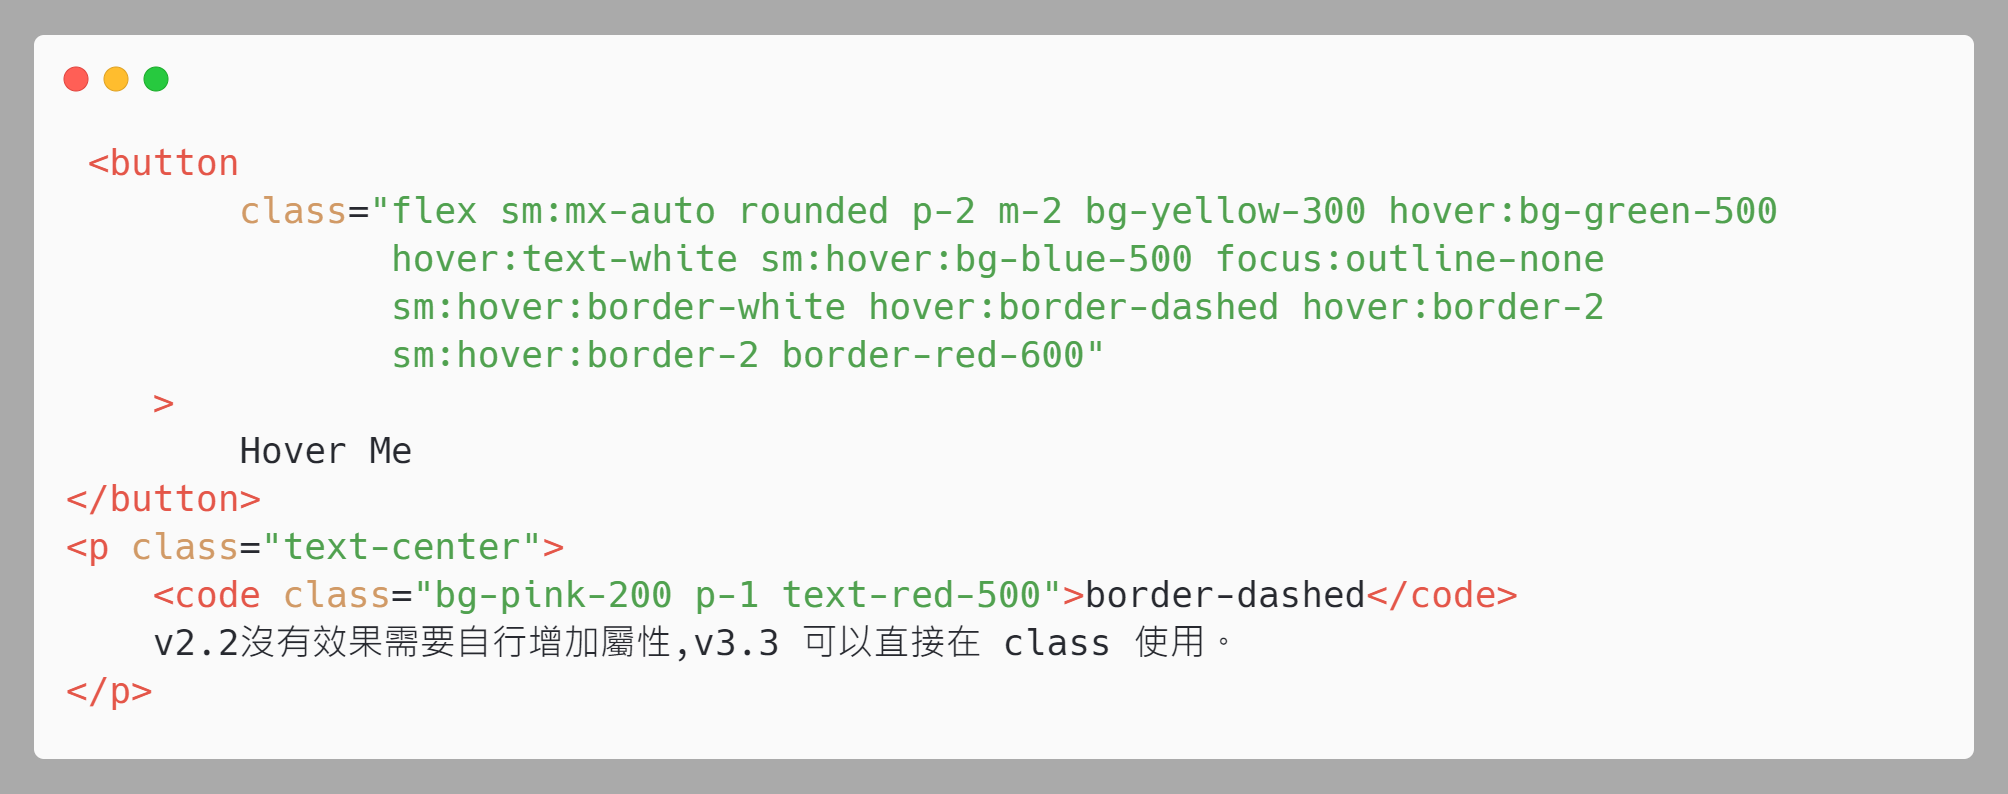 <button
class="flex sm:mx-auto rounded p-2 m-2 bg-yellow-300 hover:bg-green-500
hover:text-white sm:hover:bg-blue-500 focus:outline-none
sm:hover:border-white hover:border-dashed hover:border-2
sm:hover:border-2 border-red-600"
>
Hover Me
</button>
<p class="text-center">
<code class="bg-pink-200 p-1 text-red-500">border-dashed</code>
v2.2沒有效果需要自行增加屬性,v3.3 可以直接在 class 使用。
</p>